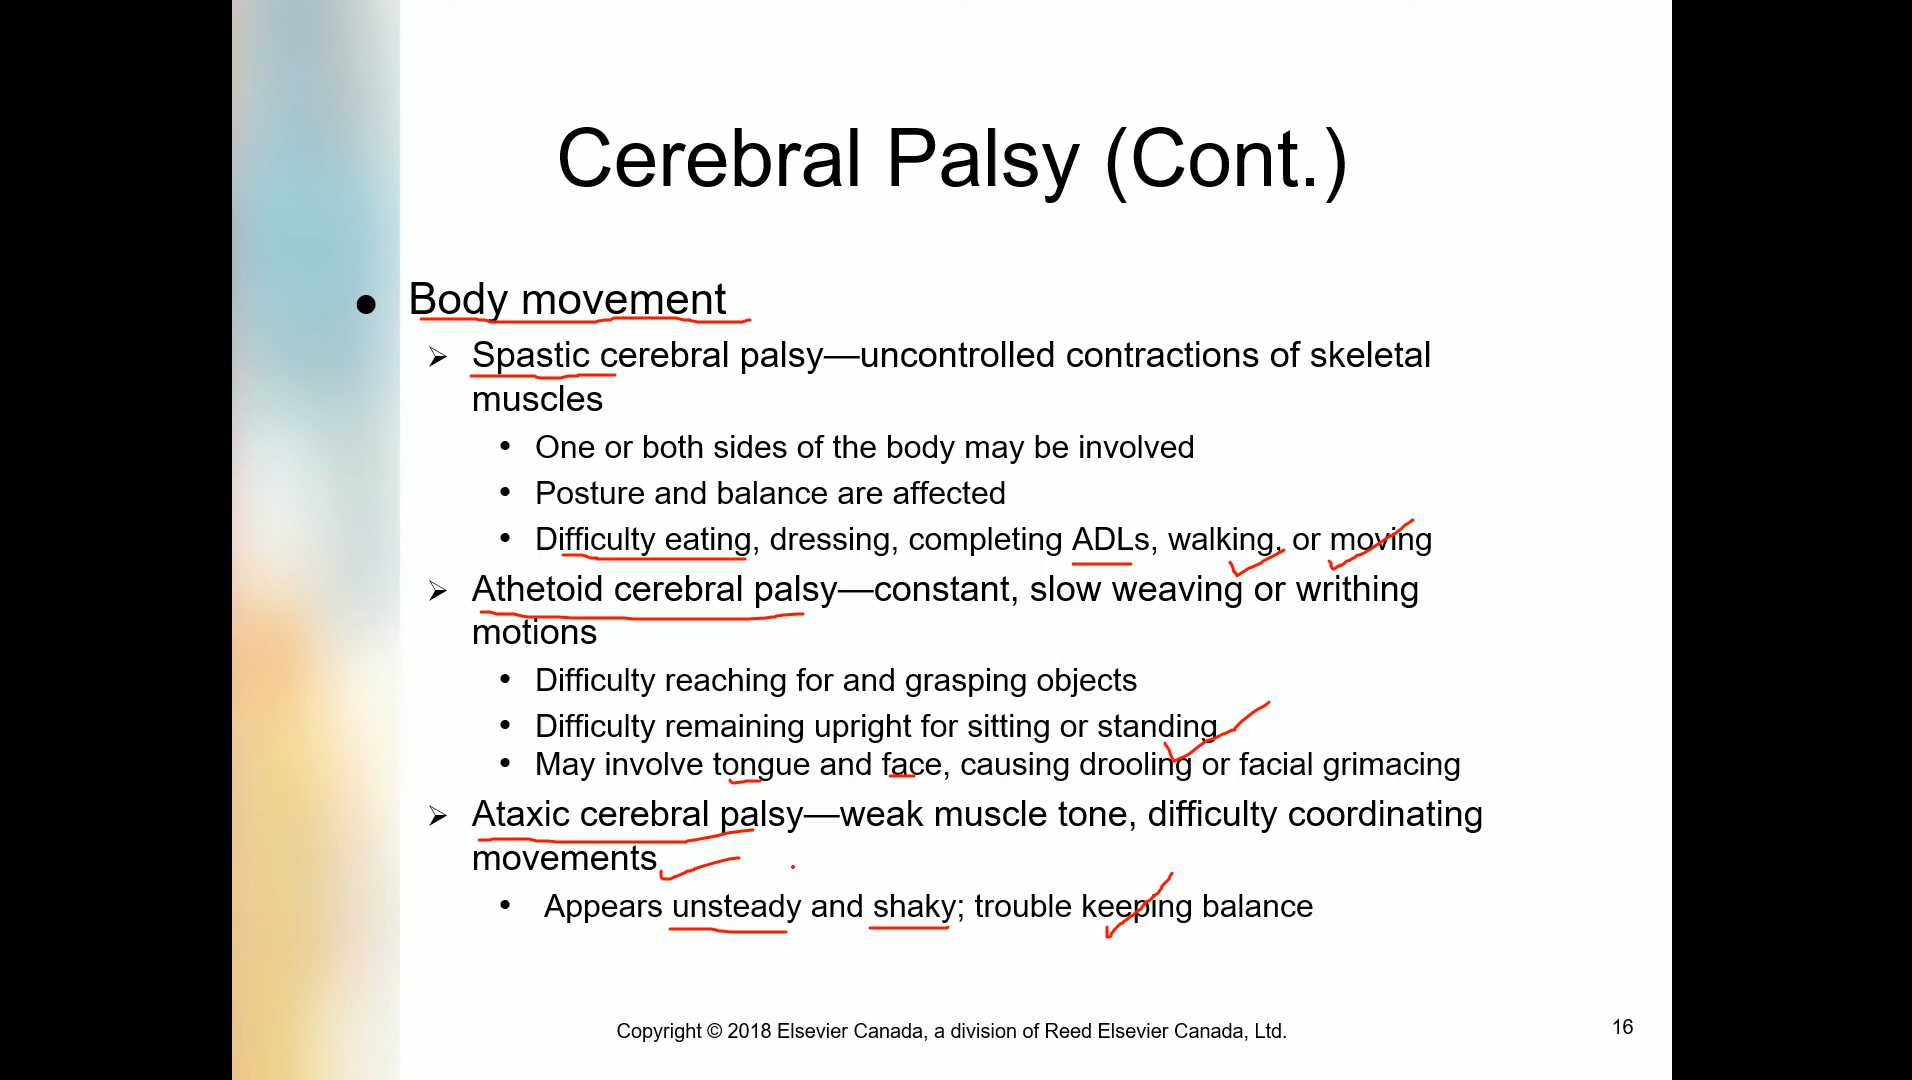 Cerebral Palsy (Cont.)
● Body movement
➢ Spastic cerebral palsy—uncontrolled contractions of skeletal
muscles
• One or both sides of the body may be involved
• Posture and balance are affected
• Difficulty eating, dressing, completing ADLs, walking, or moving
➢ Athetoid cerebral palsy—constant, slow weaving or writhing
motions
• Difficulty reaching for and grasping objects
• Difficulty remaining upright for sitting or standing
• May involve tongue and face, causing drooling or facial grimacing
➢ Ataxic cerebral palsy—weak muscle tone, difficulty coordinating
movements
• Appears unsteady and shaky; trouble keeping balance
Copyright © 2018 Elsevier Canada, a division of Reed Elsevier Canada, Ltd.
16